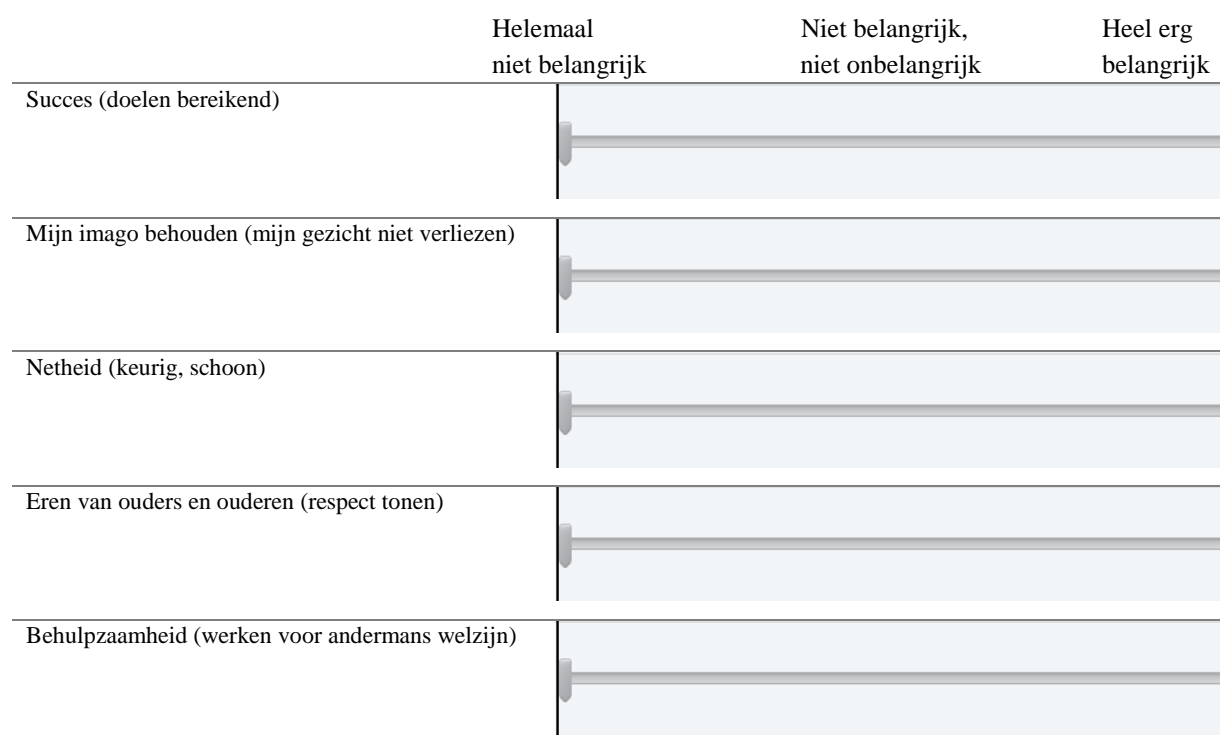 Helemaal Niet belangrijk, Heel erg
niet belangrijk niet onbelangrijk belangrijk
Succes (doelen bereikend)
Mijn imago behouden (mijn gezicht niet verliezen)
Netheid (keurig, schoon)
Eren van ouders en ouderen (respect tonen)
Behulpzaamheid (werken voor andermans welzijn)